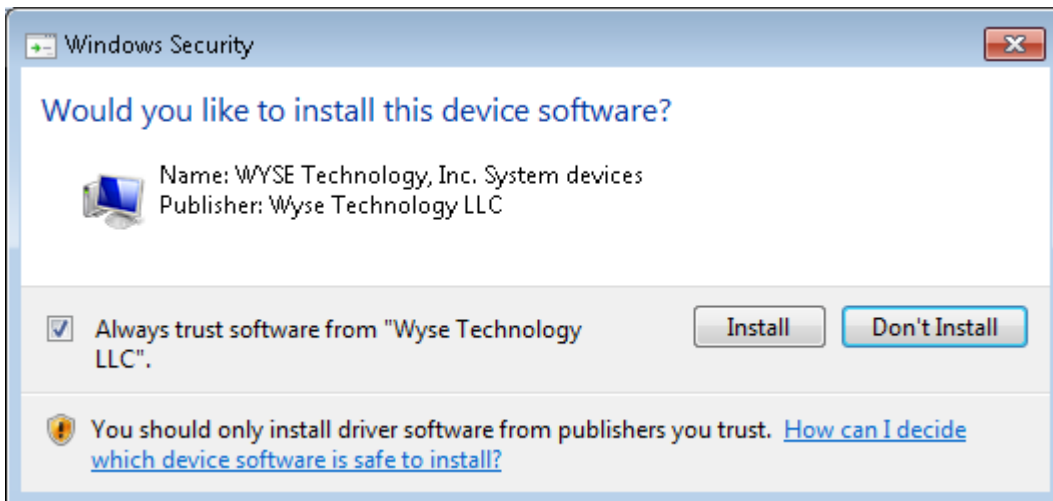 Windows Security
Would you like to install this device software?
Name: WYSE Technology, Inc. System devices
Publisher: Wyse Technology LLC
Always trust software from "Wyse Technology
LLC".
Install
Don't Install
You should only install driver software from publishers you trust. How can I decide
which device software is safe to install?